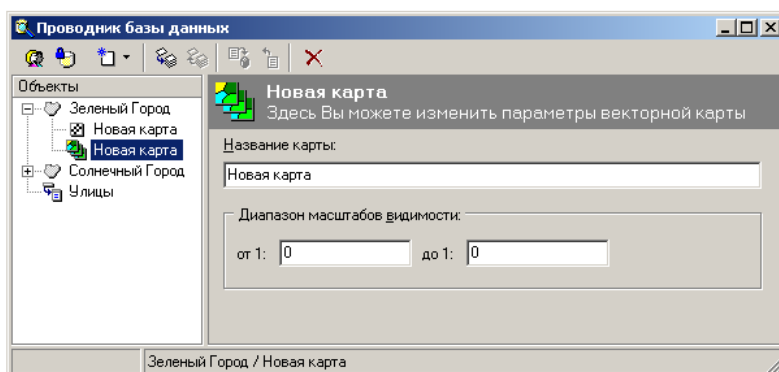 Проводник базы данных
Объекты
Зеленый Город
Новая карта
Новая карта
Солнечный Город
Улицы
Новая карта
Здесь Вы можете изменить параметры векторной карты
Название карты:
Новая карта
Диапазон масштабов видимости:
от 1: 0 до 1: 0
Зеленый Город / Новая карта